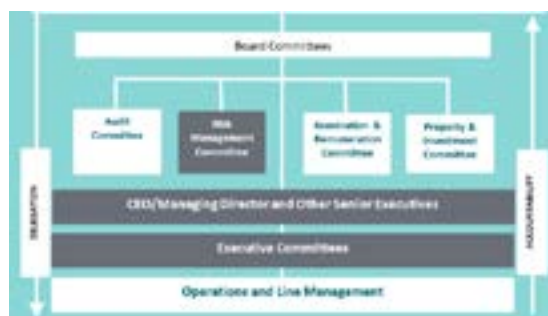 Board Committees
Audit
Committee
Risk
Management
Committee
Nomination &
Remuneration
Committee
Property &
Investment
Committee
DELEGATION
ACCOUNTABILITY
CEO/Managing Director and Other Senior Executives
Executive Committees
Operations and Line Management